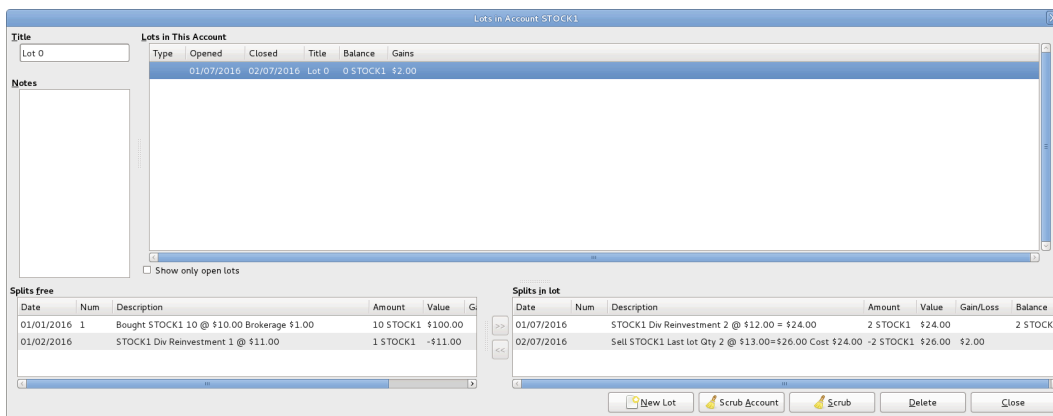 Lots in Account STOCK1
Title
Lot 0
Notes
Lots in This Account
Type Opened Closed Title Balance Gains
01/07/2016 02/07/2016 Lot 0 0 STOCK1 $2.00
Show only open lots
Splits free
Date Num Description Amount Value
01/01/2016 1 Bought STOCK1 10 @ $10.00 Brokerage $1.00 10 STOCK1 $100.00
01/02/2016 STOCK1 Div Reinvestment 1 @ $11.00 1 STOCK1 -$11.00
>>
<<
Splits in lot
Date Num Description Amount Value Gain/Loss Balance
01/07/2016 STOCK1 Div Reinvestment 2 @ $12.00 = $24.00 2 STOCK1 $24.00 2 STOCK
02/07/2016 Sell STOCK1 Last lot Qty 2 @ $13.00=$26.00 Cost $24.00 -2 STOCK1 $26.00 $2.00
New Lot Scrub Account Scrub Delete Close